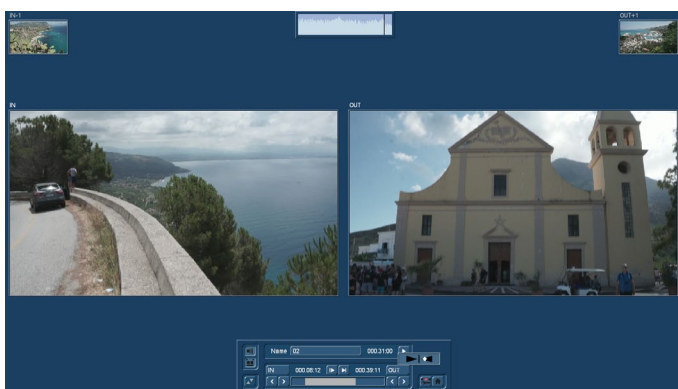 IN-1
OUT+1
IN
OUT
Name 02 000.31:00
IN 000.08:12 000.39:11 OUT